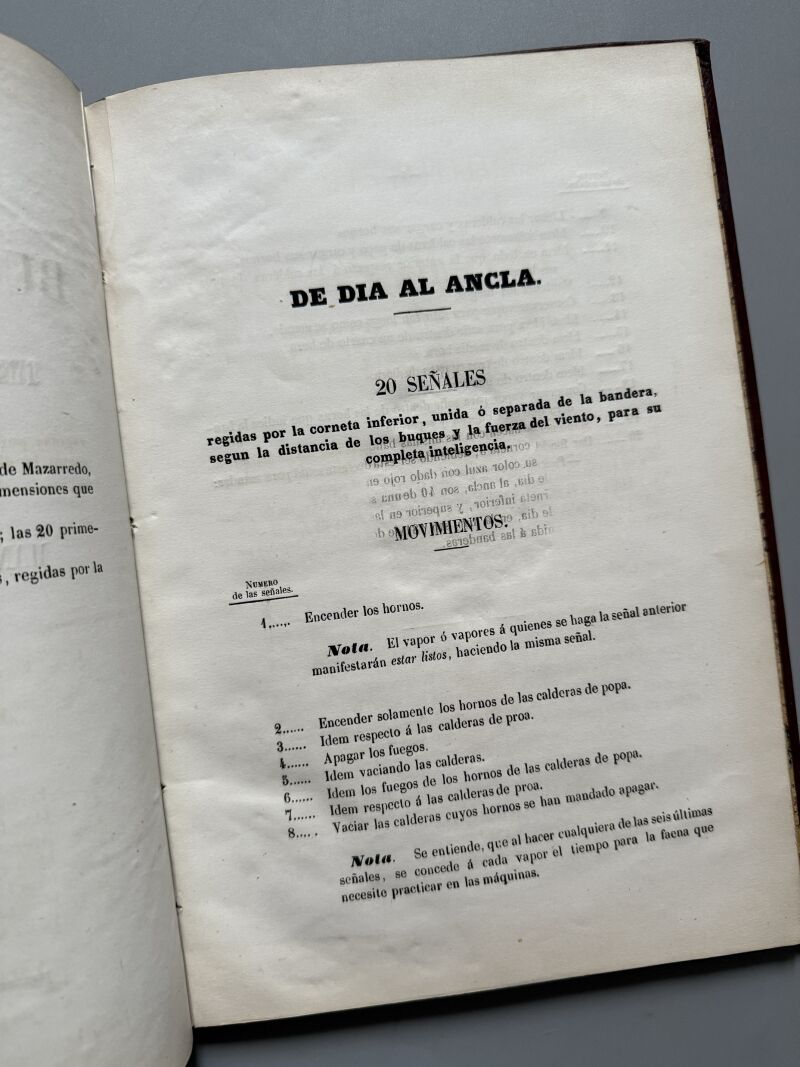 de Mazarredo,
mensiones que
; las 20 prime-
, regidas por la
DE DIA AL ANCLA.
20 SEÑALES
regidas por la corneta inferior, unida ó separada de la bandera,
segun la distancia de los buques y la fuerza del viento, para su
completa inteligencia.
MOVIMIENTOS.
NUMERO
de las señales.
1...... Encender los hornos.
Nota. El vapor ó vapores á quienes se haga la señal anterior
manifestarán estar listos, haciendo la misma señal.
2...... Encender solamente los hornos de las calderas de popa.
3...... Idem respecto á las calderas de proa.
4...... Apagar los fuegos.
5...... Idem vaciando las calderas.
6...... Idem los fuegos de los hornos de las calderas de popa.
7...... Idem respecto á las calderas de proa.
8..... Vaciar las calderas cuyos hornos se han mandado apagar.
Nota. Se entiende, que al hacer cualquiera de las seis últimas
señales, se concede á cada vapor el tiempo para la faena que
necesite practicar en las máquinas.